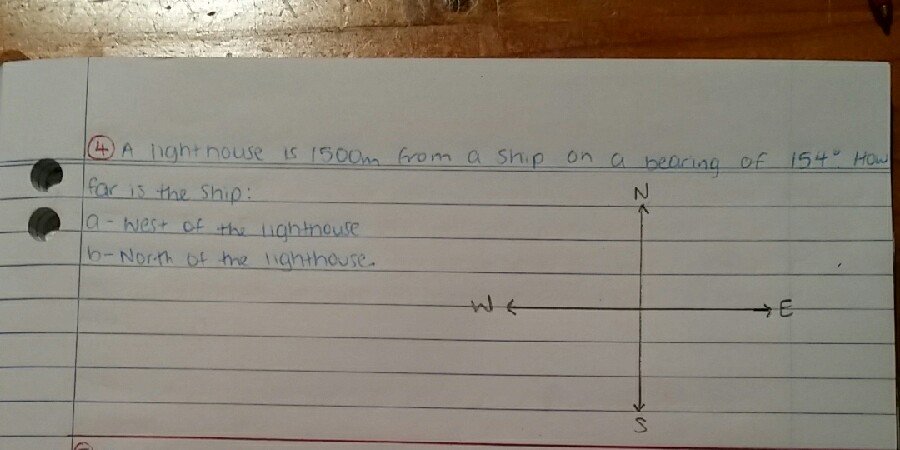 ④ A lighthouse is 1500m from a ship on a bearing of 154° How
far is the ship:
a - West of the lighthouse
b - North of the lighthouse.
N
W E
S